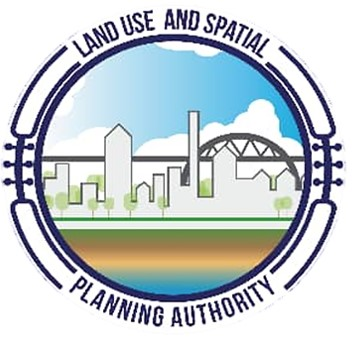 LAND USE AND SPATIAL
PLANNING AUTHORITY